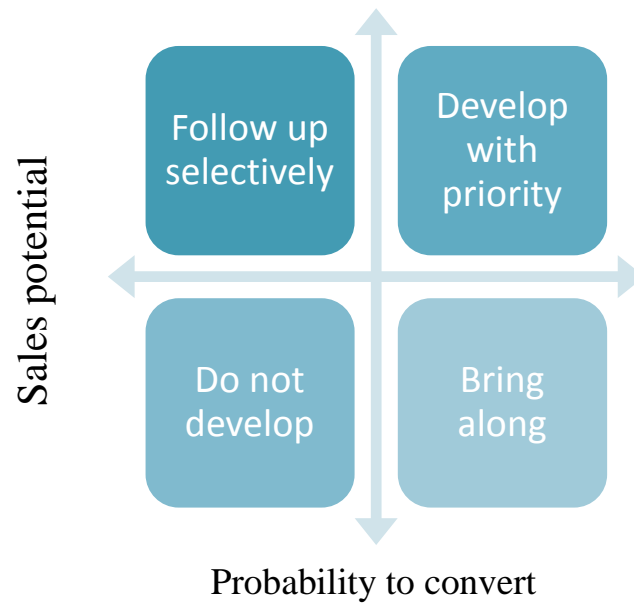 Sales potential
Follow up
selectively
Develop
with
priority
Do not
develop
Bring
along
Probability to convert